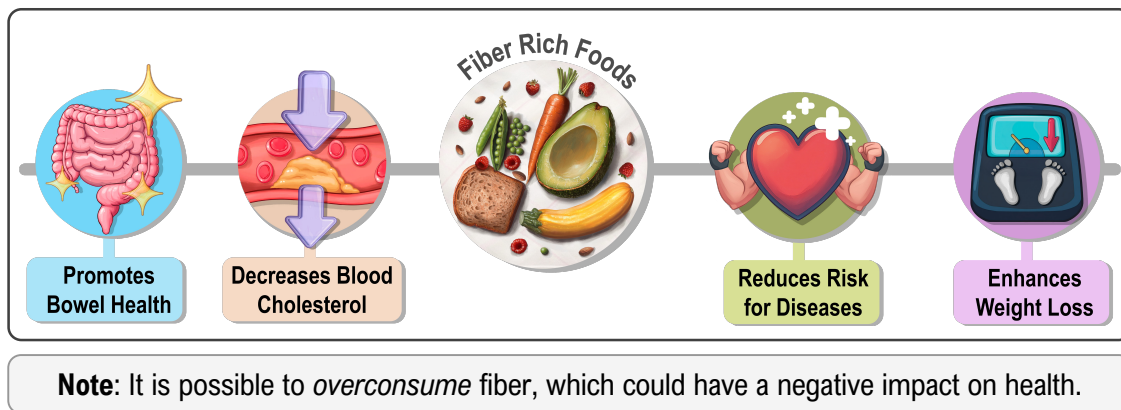 Fiber Rich Foods
Promotes
Bowel Health
Decreases Blood
Cholesterol
Reduces Risk
for Diseases
Enhances
Weight Loss
Note: It is possible to overconsume fiber, which could have a negative impact on health.